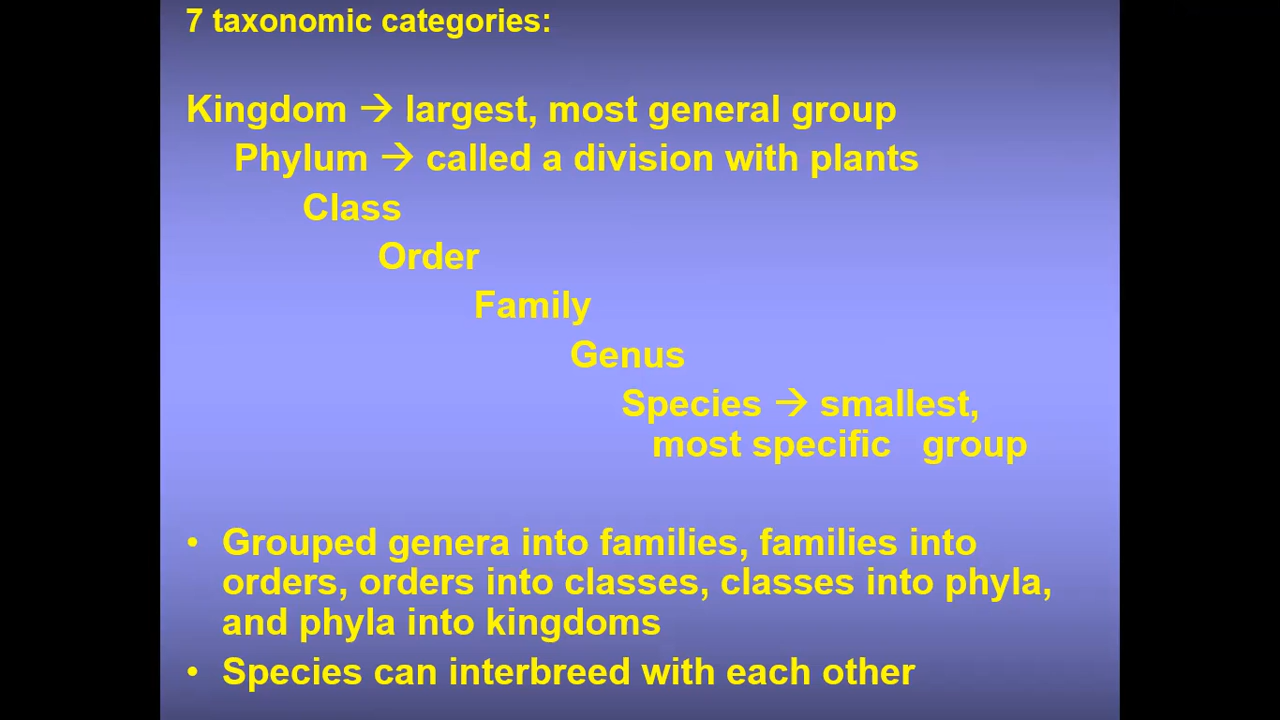 7 taxonomic categories:
Kingdom → largest, most general group
Phylum → called a division with plants
Class
Order
Family
Genus
Species → smallest,
most specific group
• Grouped genera into families, families into
orders, orders into classes, classes into phyla,
and phyla into kingdoms
• Species can interbreed with each other